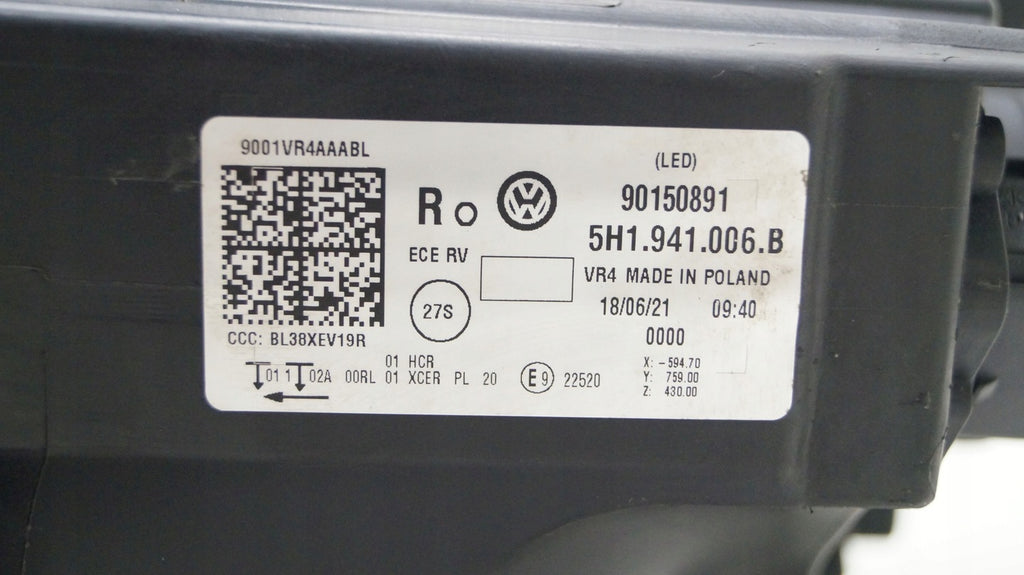 9001VR4AAABL
CCC: BL38XEV19R
R
ECE RV
27S
(LED)
90150891
5H1.941.006.B
VR4 MADE IN POLAND
18/06/21 09:40
0000
X: -594.70
Y: 759.00
Z: 430.00
01 HCR
01 1 02A 00RL 01 XCER PL 20 E9 22520